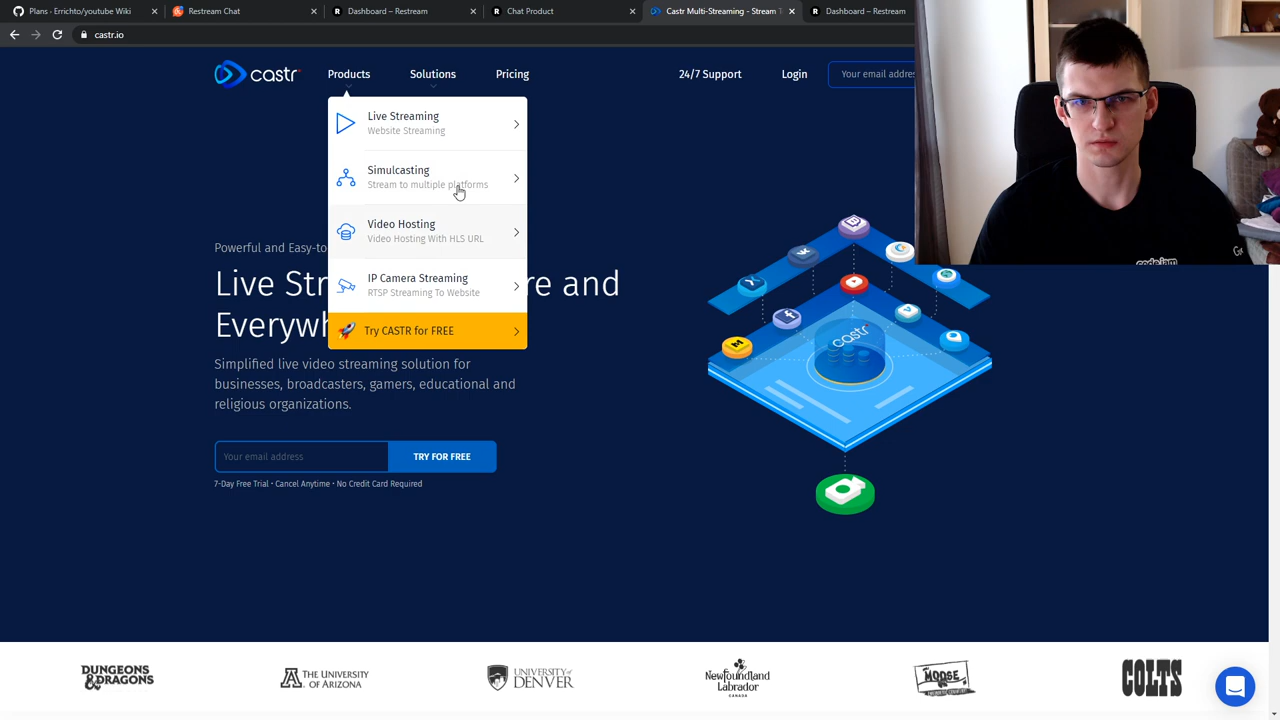 Plans · Errichto/youtube Wiki
Restream Chat
Dashboard – Restream
Chat Product
Castr Multi-Streaming - Stream T
Dashboard – Restream
castr.io
castr
Products
Solutions
Pricing
24/7 Support
Login
Your email addre
Live Streaming
Website Streaming
Simulcasting
Stream to multiple platforms
Video Hosting
Video Hosting With HLS URL
IP Camera Streaming
RTSP Streaming To Website
Try CASTR for FREE
Powerful and Easy-to
Live Str
re and
Everywh
Simplified live video streaming solution for
businesses, broadcasters, gamers, educational and
religious organizations.
Your email address
TRY FOR FREE
7-Day Free Trial • Cancel Anytime • No Credit Card Required
castr
codejam
DUNGEONS
& DRAGONS
THE UNIVERSITY
OF ARIZONA
UNIVERSITY OF
DENVER
Newfoundland
Labrador
CANADA
MOOSE
COLTS